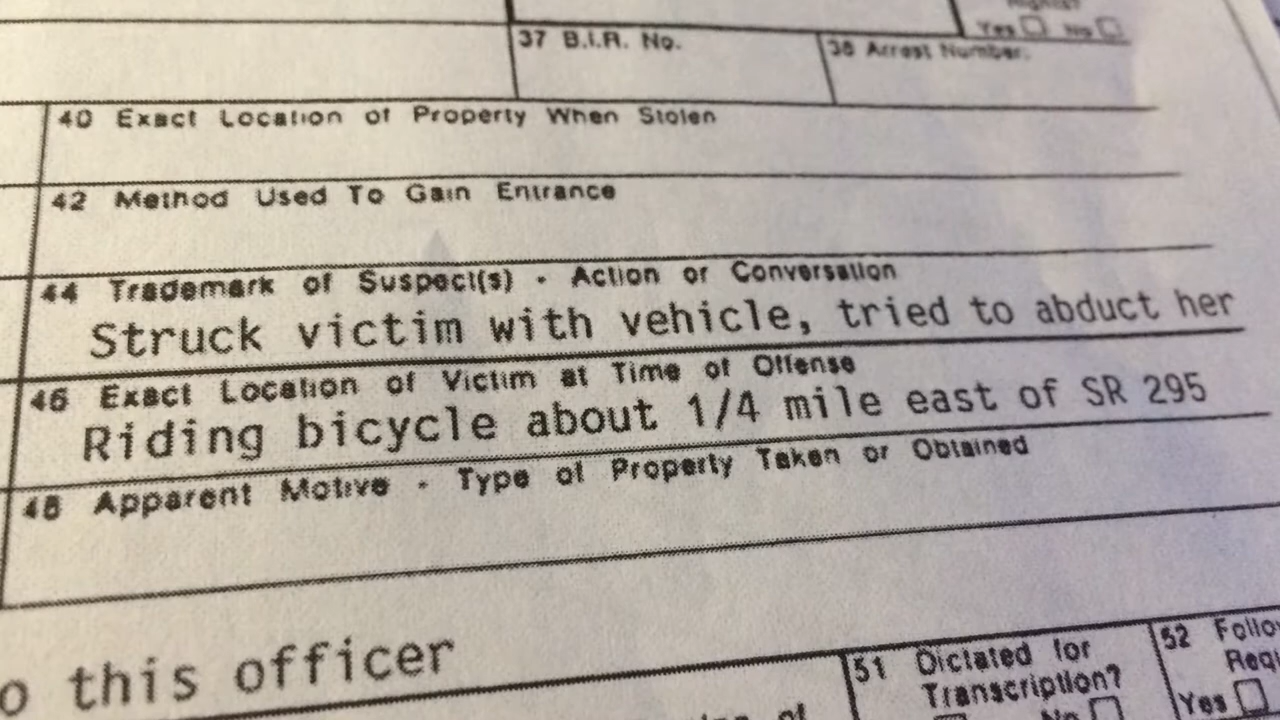 Yes No
37 B.I.R. No.
38 Arrest Number.
40 Exact Location of Property When Stolen
42 Method Used To Gain Entrance
44 Trademark of Suspect(s) - Action or Conversation
Struck victim with vehicle, tried to abduct her
46 Exact Location of Victim at Time of Offense
Riding bicycle about 1/4 mile east of SR 295
48 Apparent Motive - Type of Property Taken or Obtained
this officer
51 Dictated for
Transcription?
No
52
Yes
of